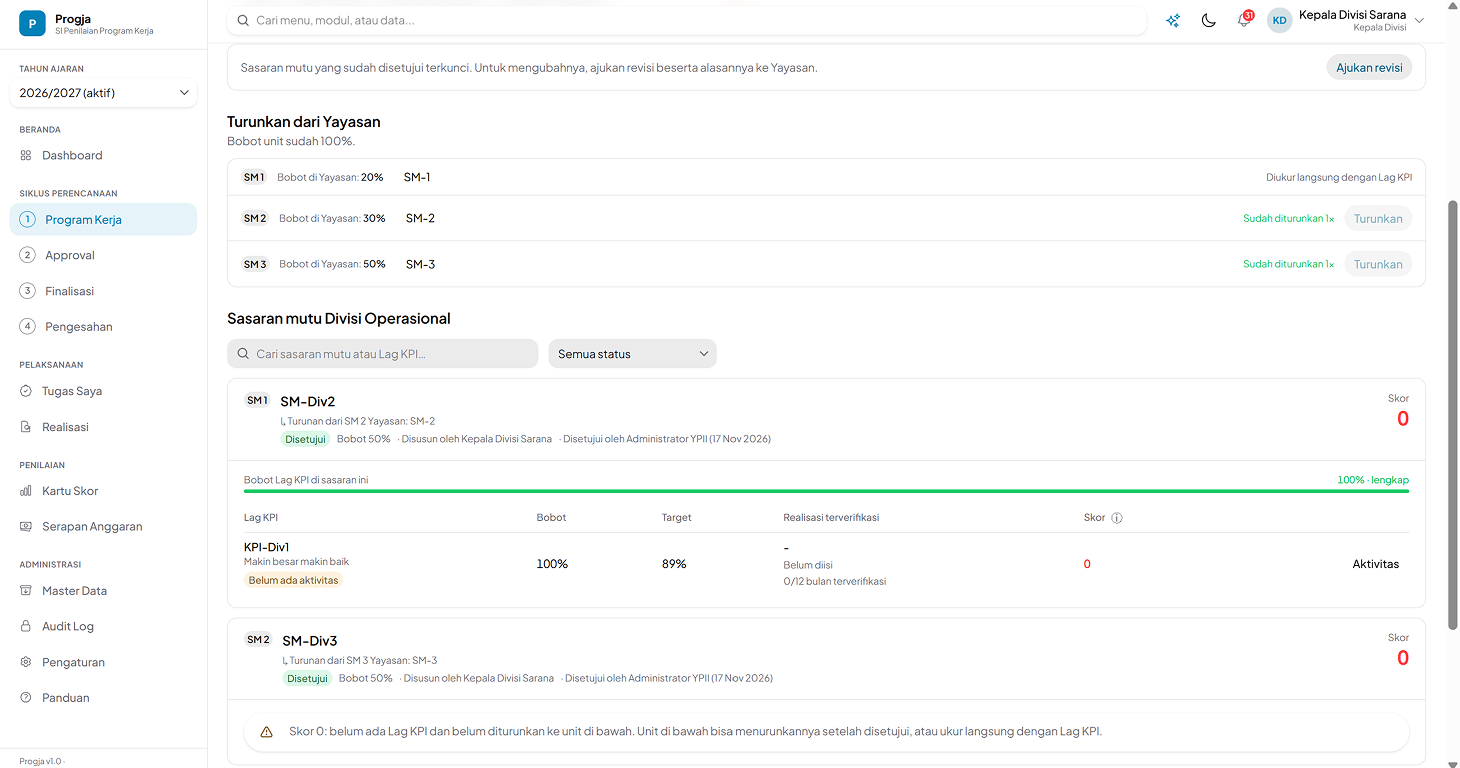 P
Progja
SI Penilaian Program Kerja
TAHUN AJARAN
2026/2027 (aktif)
BERANDA
Dashboard
SIKLUS PERENCANAAN
1 Program Kerja
2 Approval
3 Finalisasi
4 Pengesahan
PELAKSANAAN
Tugas Saya
Realisasi
PENILAIAN
Kartu Skor
Serapan Anggaran
ADMINISTRASI
Master Data
Audit Log
Pengaturan
Panduan
Progja v1.0 ·
Cari menu, modul, atau data...
31
KD
Kepala Divisi Sarana
Kepala Divisi
Sasaran mutu yang sudah disetujui terkunci. Untuk mengubahnya, ajukan revisi beserta alasannya ke Yayasan.
Ajukan revisi
Turunkan dari Yayasan
Bobot unit sudah 100%.
SM 1 Bobot di Yayasan: 20% SM-1 Diukur langsung dengan Lag KPI
SM 2 Bobot di Yayasan: 30% SM-2 Sudah diturunkan 1× Turunkan
SM 3 Bobot di Yayasan: 50% SM-3 Sudah diturunkan 1× Turunkan
Sasaran mutu Divisi Operasional
Cari sasaran mutu atau Lag KPI...
Semua status
SM 1 SM-Div2 Skor
↳ Turunan dari SM 2 Yayasan: SM-2 0
Disetujui Bobot 50% · Disusun oleh Kepala Divisi Sarana · Disetujui oleh Administrator YPII (17 Nov 2026)
Bobot Lag KPI di sasaran ini 100% · lengkap
Lag KPI Bobot Target Realisasi terverifikasi Skor
KPI-Div1 -
Makin besar makin baik 100% 89% Belum diisi 0 Aktivitas
Belum ada aktivitas 0/12 bulan terverifikasi
SM 2 SM-Div3 Skor
↳ Turunan dari SM 3 Yayasan: SM-3 0
Disetujui Bobot 50% · Disusun oleh Kepala Divisi Sarana · Disetujui oleh Administrator YPII (17 Nov 2026)
Skor 0: belum ada Lag KPI dan belum diturunkan ke unit di bawah. Unit di bawah bisa menurunkannya setelah disetujui, atau ukur langsung dengan Lag KPI.